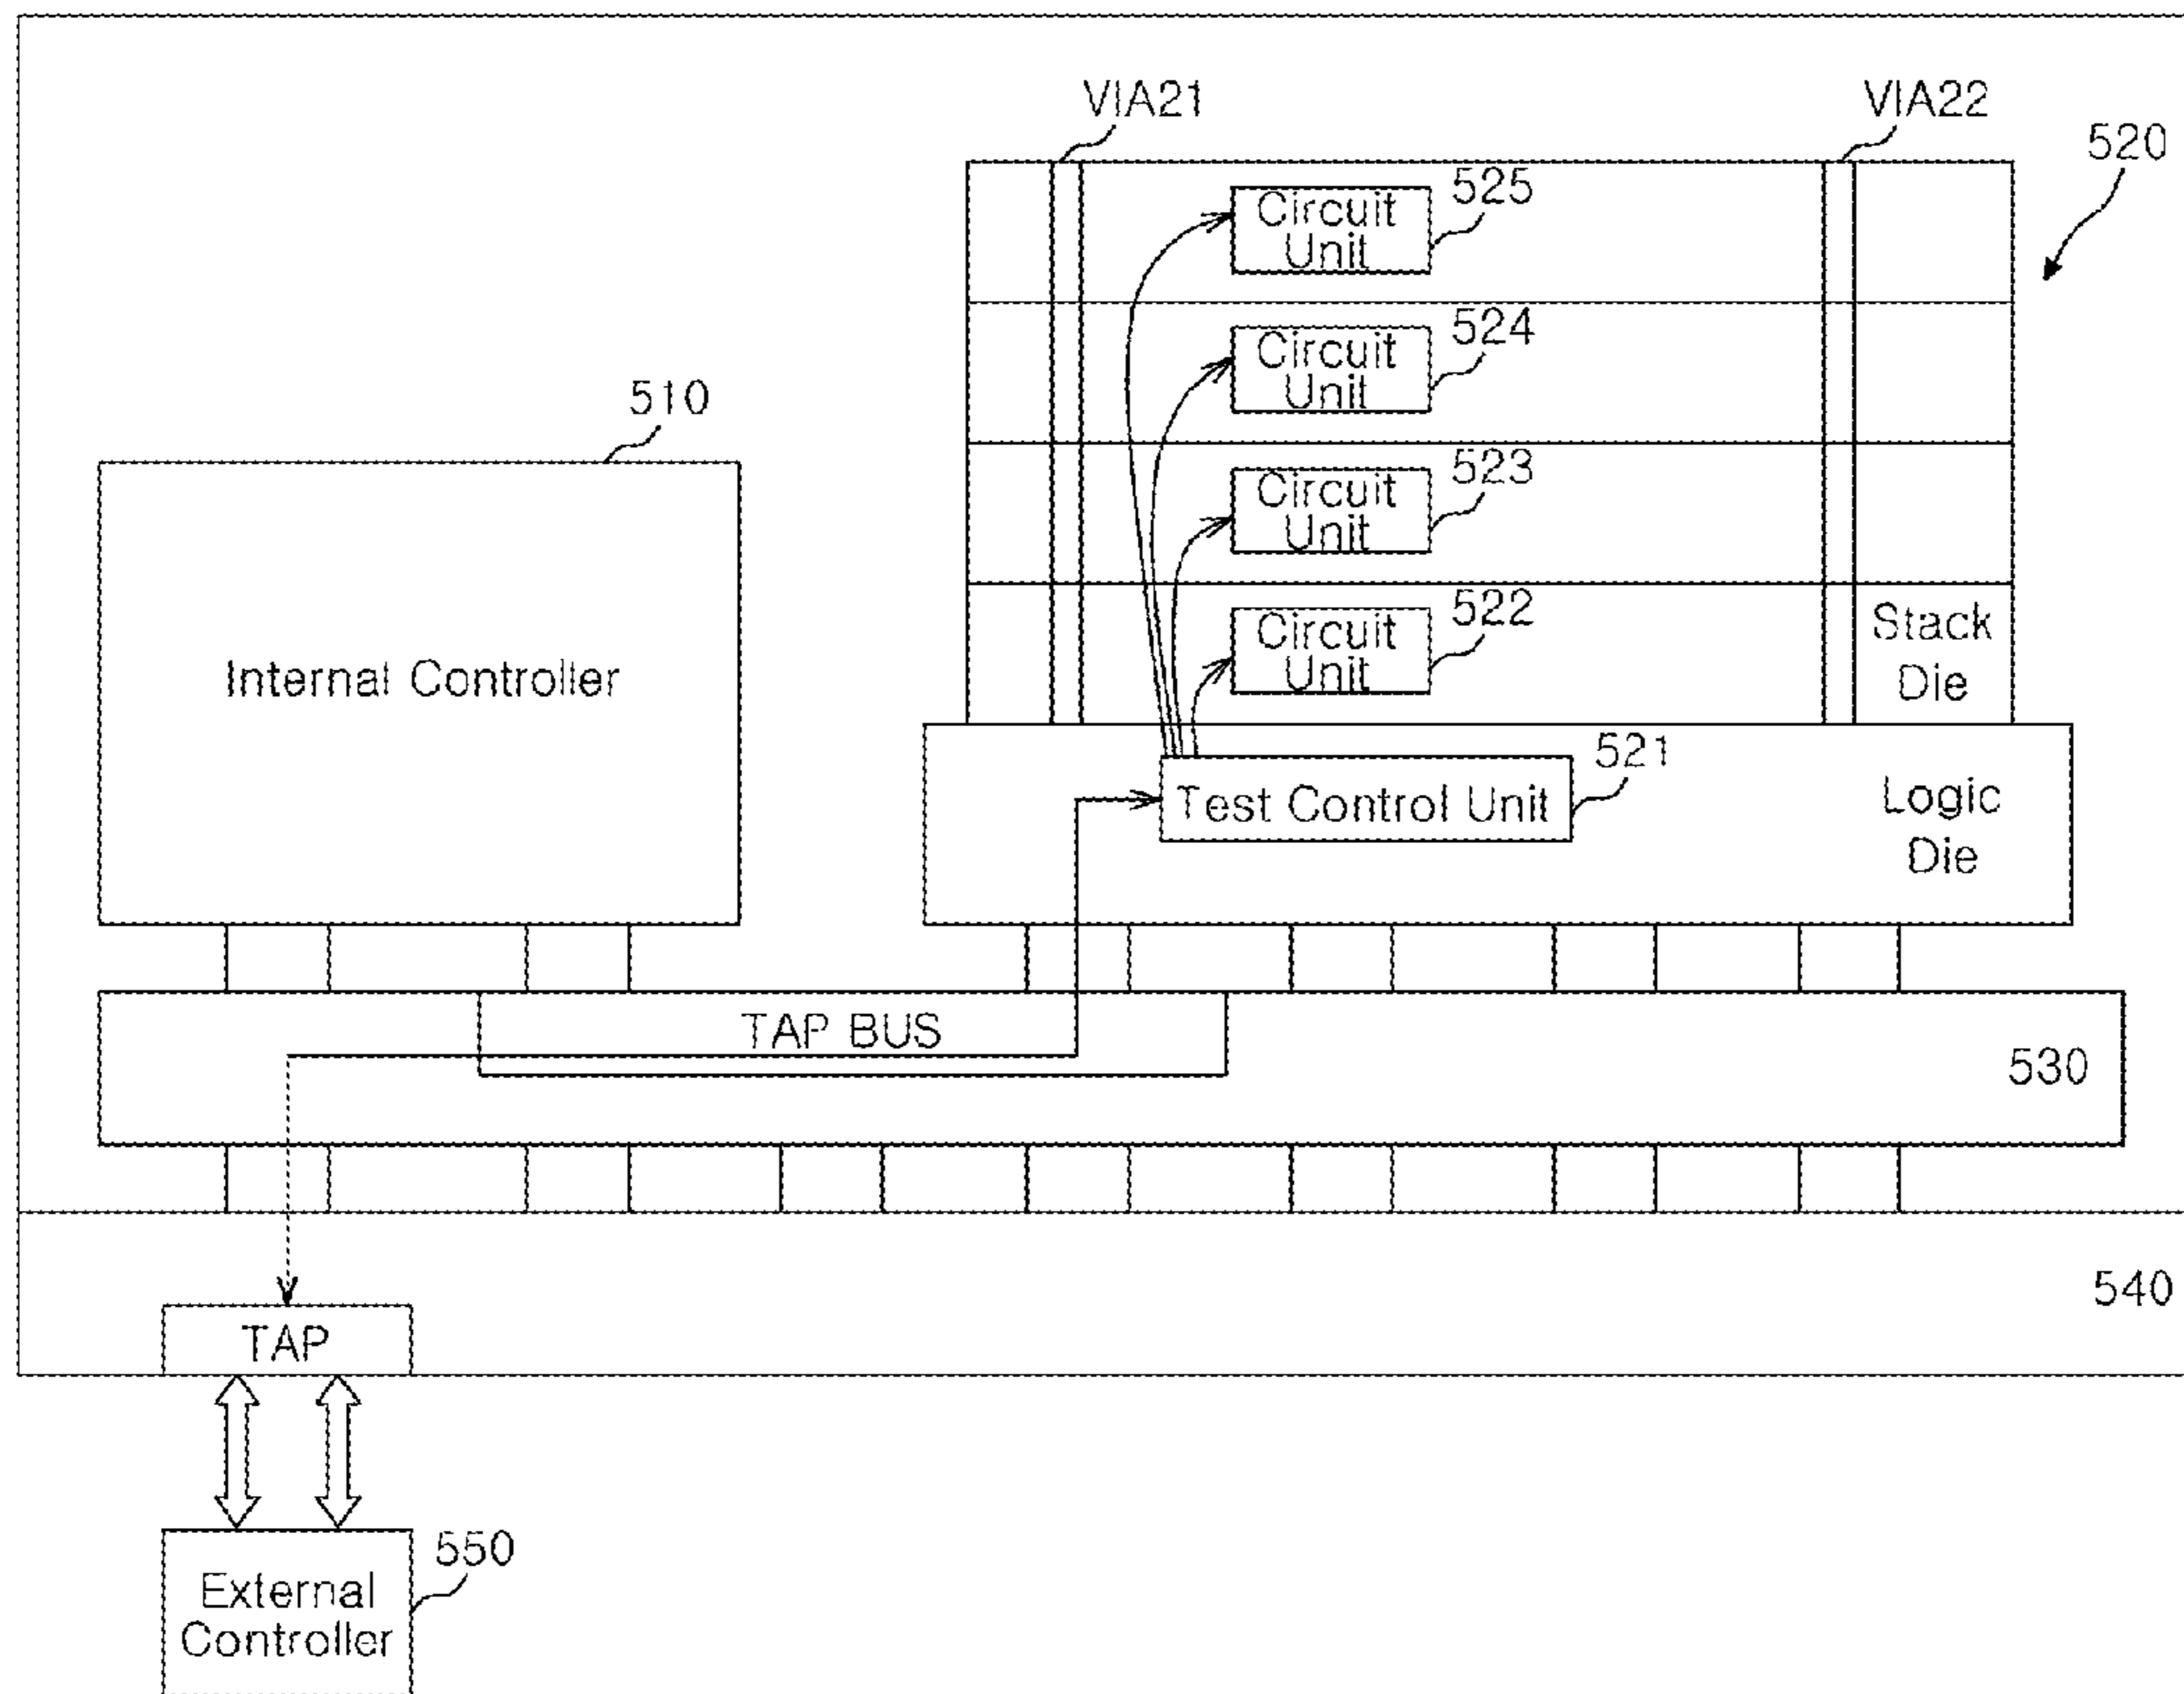 VIA21
VIA22
520
Circuit
Unit
525
Circuit
Unit
524
510
Circuit
Unit
523
Circuit
Unit
522
Stack
Die
Internal Controller
521
Test Control Unit
Logic
Die
TAP BUS
530
540
TAP
550
External
Controller